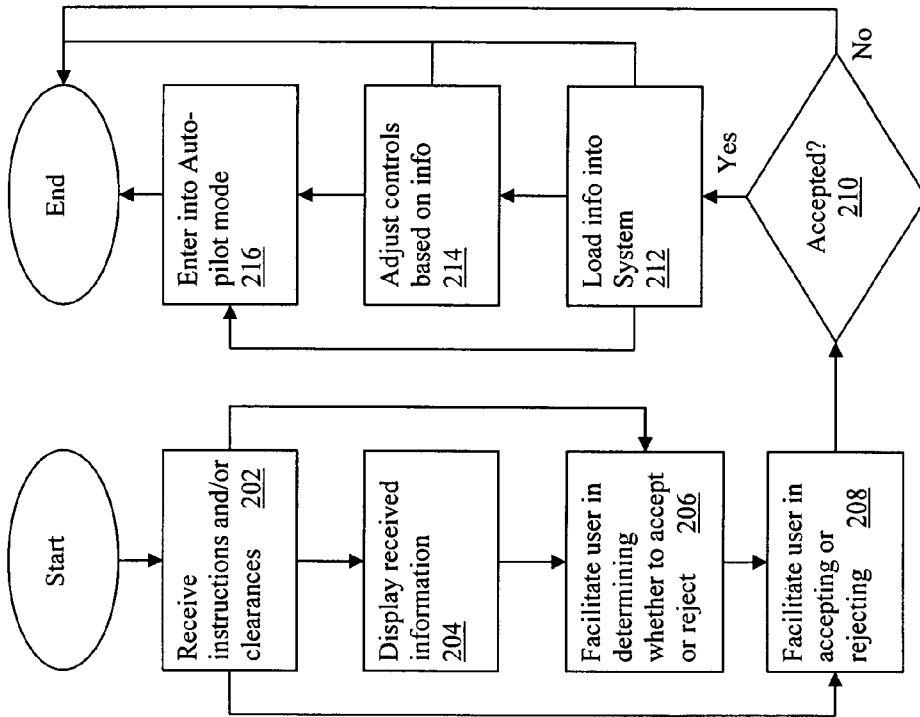 Start
Receive
instructions and/or
clearances 202
Display received
information
204
Facilitate user in
determining
whether to accept
or reject 206
Facilitate user in
accepting or
rejecting 208
Accepted?
210
Yes
No
Load info into
System
212
Adjust controls
based on info
214
Enter into Auto-
pilot mode
216
End